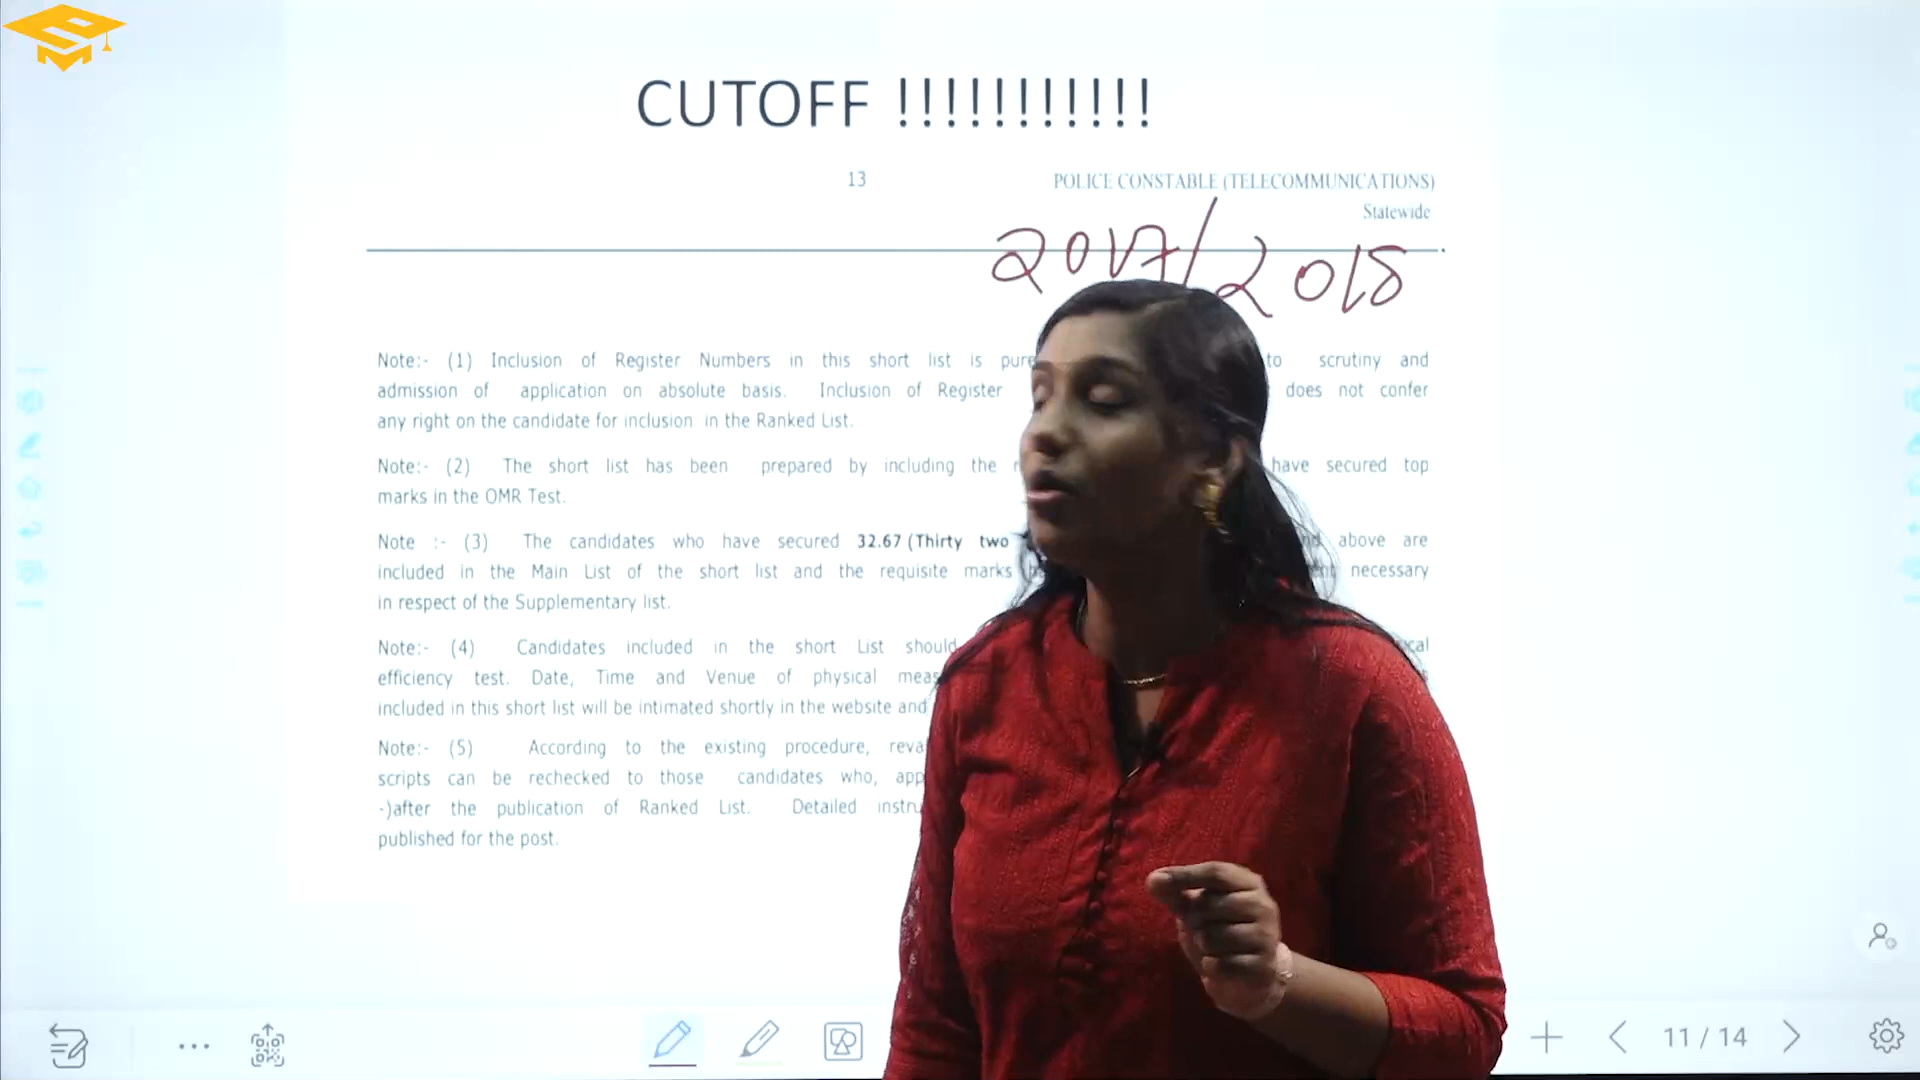 CUTOFF !!!!!!!!!!!
13
POLICE CONSTABLE (TELECOMMUNICATIONS)
Statewide
2017/2018
Note:- (1) Inclusion of Register Numbers in this short list is to scrutiny and
admission of application on absolute basis. Inclusion of Register does not confer
any right on the candidate for inclusion in the Ranked List.
Note:- (2) The short list has been prepared by including the have secured top
marks in the OMR Test.
Note :- (3) The candidates who have secured 32.67 (Thirty two above are
included in the Main List of the short list and the requisite marks necessary
in respect of the Supplementary list.
Note:- (4) Candidates included in the short List should
efficiency test. Date, Time and Venue of physical
included in this short list will be intimated shortly in the website and
Note:- (5) According to the existing procedure,
scripts can be rechecked to those candidates who,
-)after the publication of Ranked List. Detailed
published for the post.
11 / 14